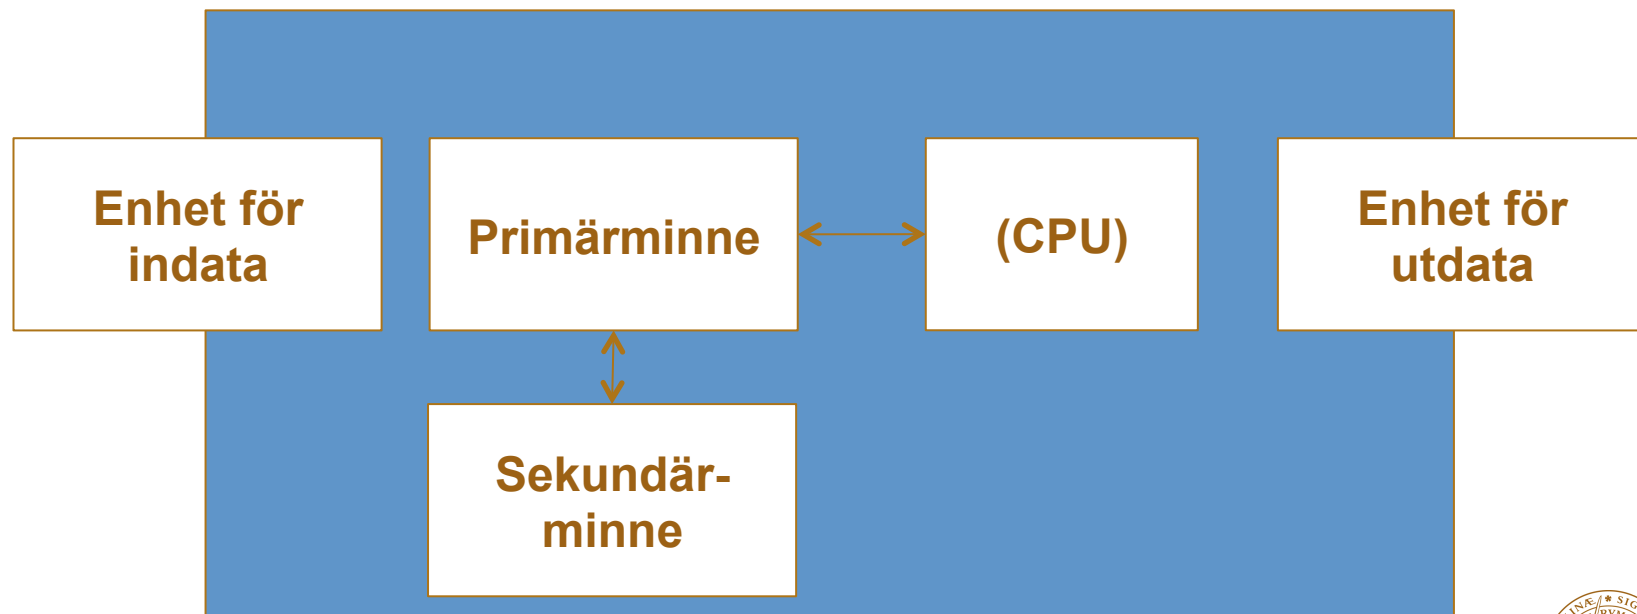 Enhet för
indata
Primärminne
(CPU)
Enhet för
utdata
Sekundär-
minne